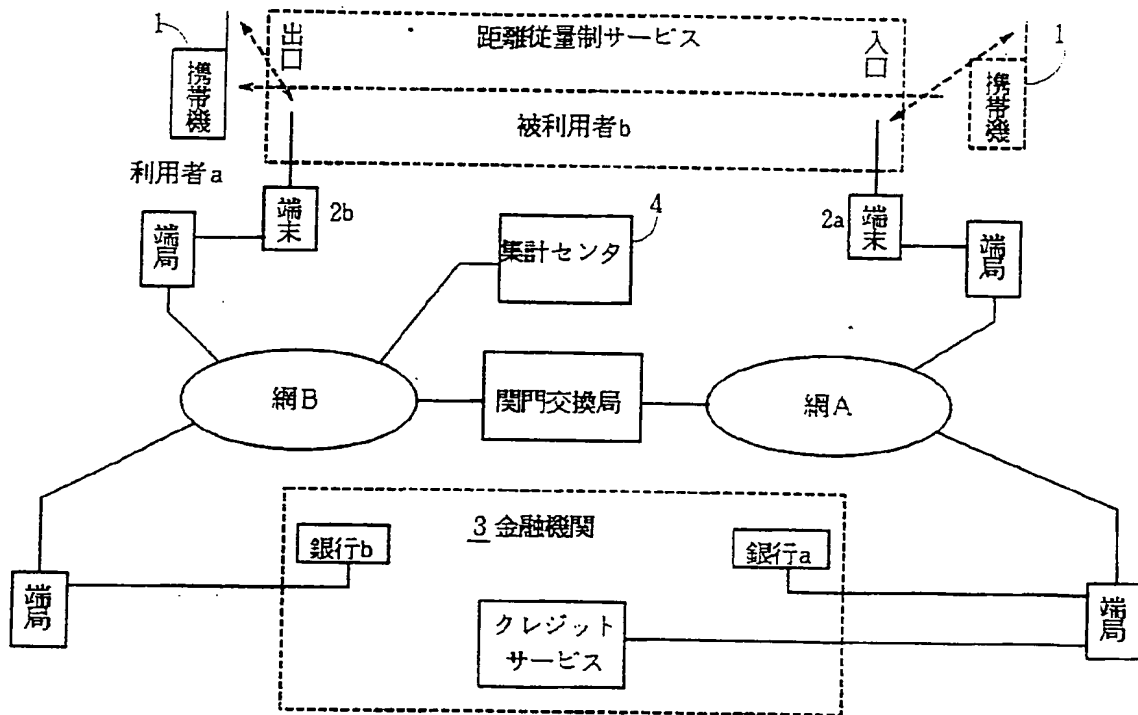 1
出口
距離従量制サービス
入口
1
携帯機
携帯機
被利用者b
利用者a
端末
2b
4
2a
端末
端局
集計センタ
端局
網B
関門交換局
網A
3 金融機関
銀行b
銀行a
端局
クレジット
サービス
端局